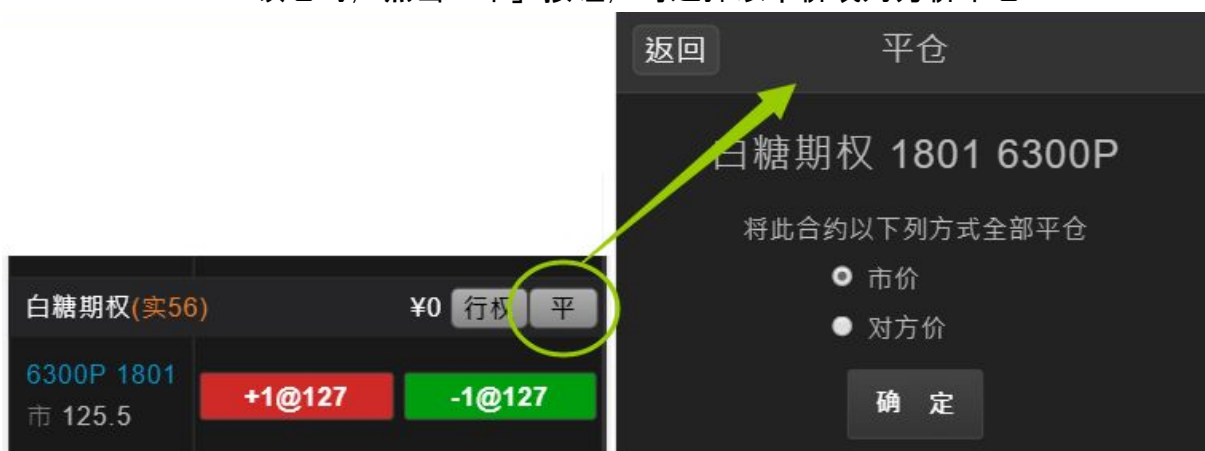 返回
平仓
白糖期权 1801 6300P
将此合约以下列方式全部平仓
市价
对方价
确 定
白糖期权(实56) ¥0 行权 平
6300P 1801
市 125.5
+1@127 -1@127